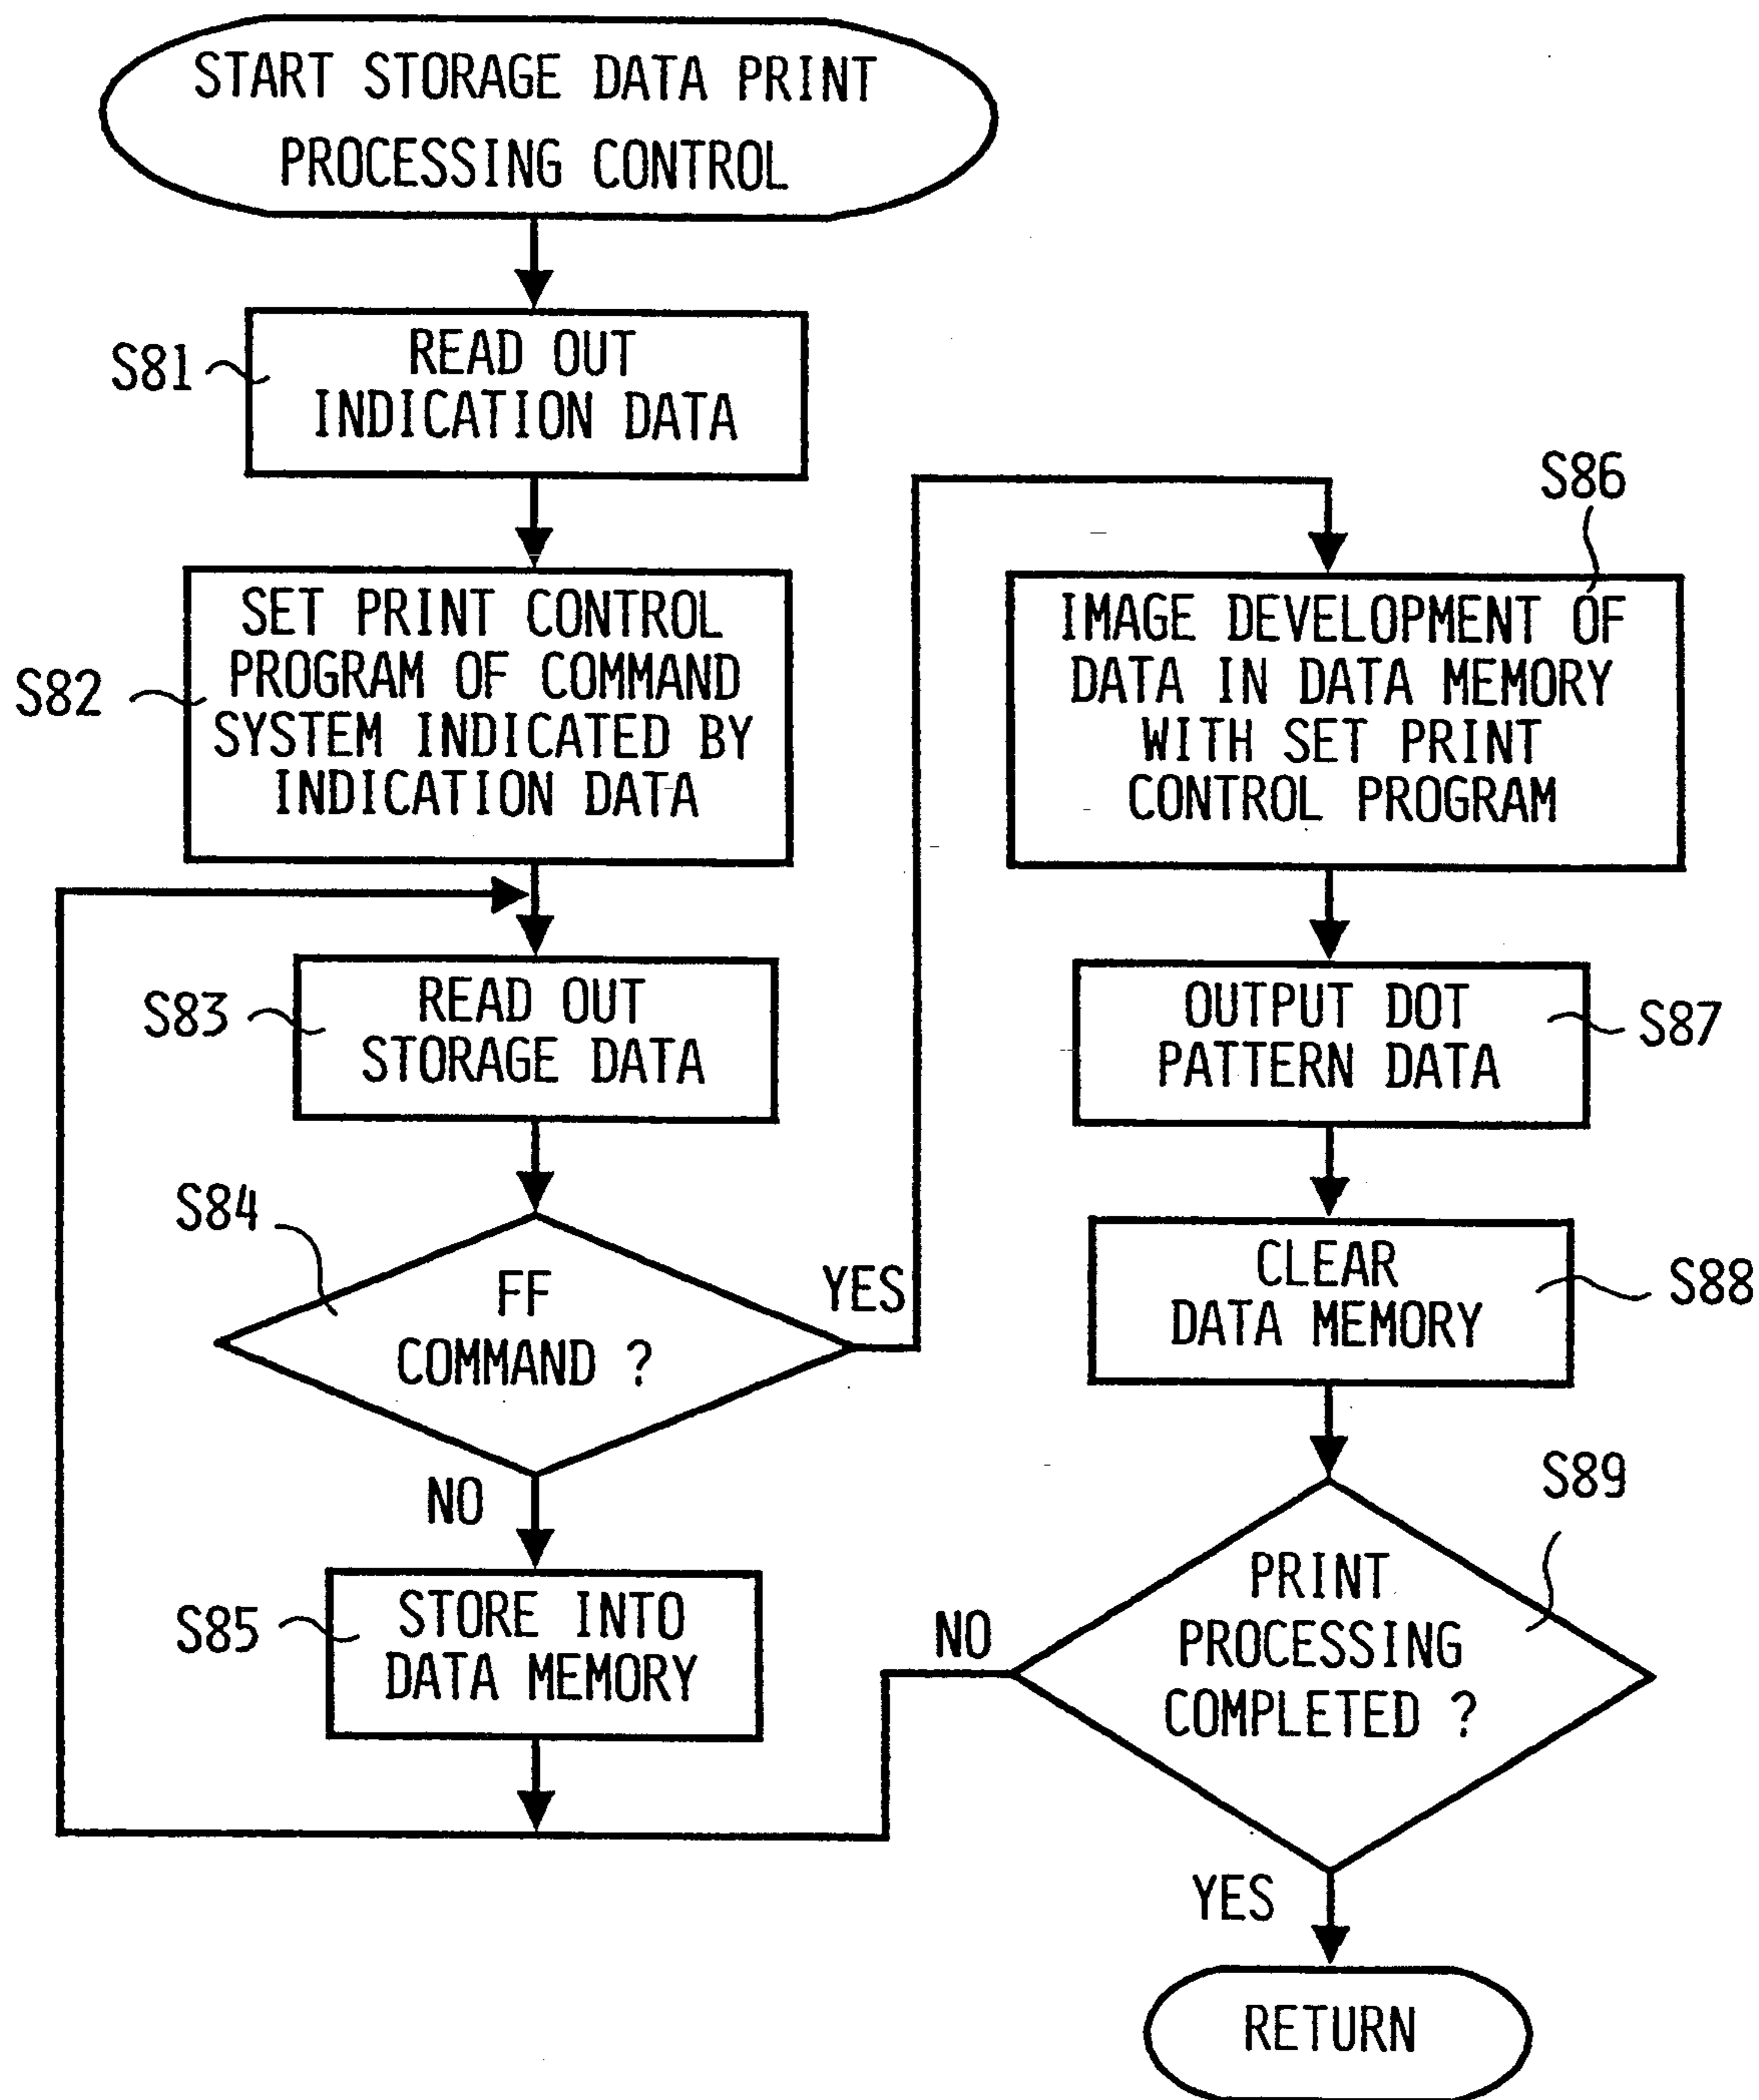 START STORAGE DATA PRINT
PROCESSING CONTROL
S81
READ OUT
INDICATION DATA
S82
SET PRINT CONTROL
PROGRAM OF COMMAND
SYSTEM INDICATED BY
INDICATION DATA
S83
READ OUT
STORAGE DATA
S84
FF
COMMAND ?
YES
NO
S85
STORE INTO
DATA MEMORY
S86
IMAGE DEVELOPMENT OF
DATA IN DATA MEMORY
WITH SET PRINT
CONTROL PROGRAM
OUTPUT DOT
PATTERN DATA
S87
CLEAR
DATA MEMORY
S88
S89
PRINT
PROCESSING
COMPLETED ?
NO
YES
RETURN